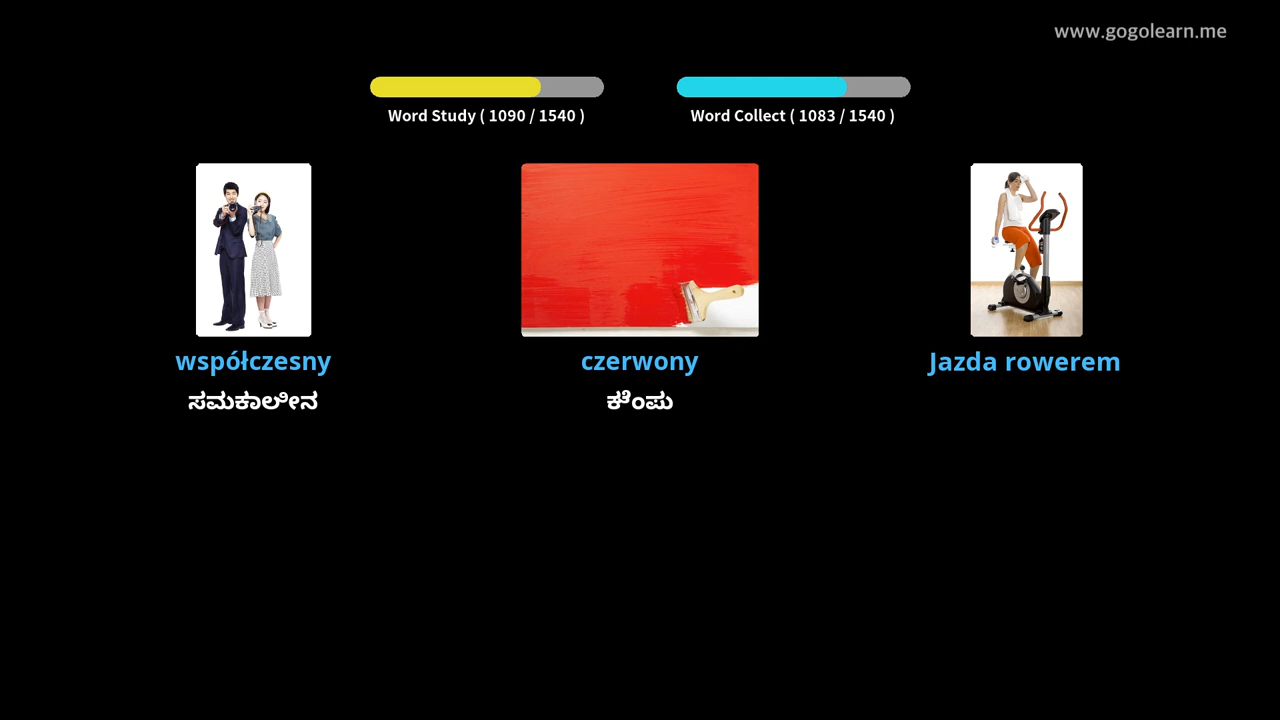 www.gogolearn.me
Word Study ( 1090 / 1540 )
Word Collect ( 1083 / 1540 )
współczesny
czerwony
Jazda rowerem
ಸಮಕಾಲೀನ
ಕೆಂಪು